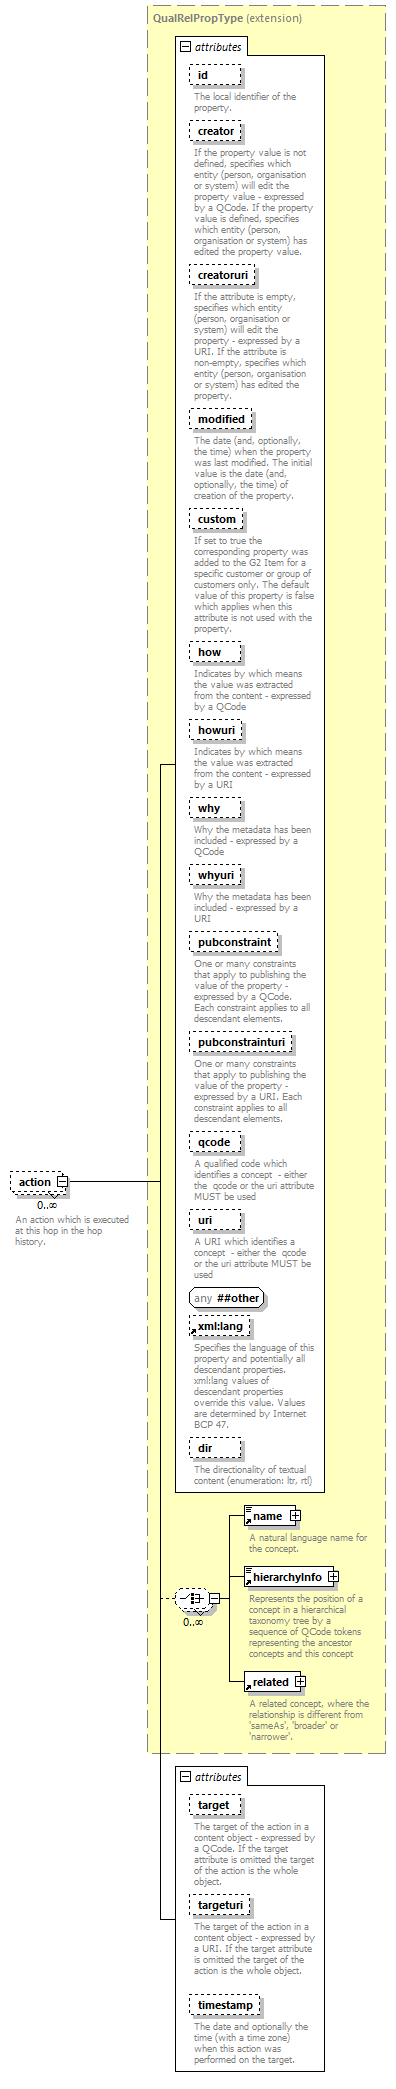 QualRelPropType (extension)
attributes
id
The local identifier of the
property.
creator
If the property value is not
defined, specifies which
entity (person, organisation
or system) will edit the
property value - expressed
by a QCode. If the property
value is defined, specifies
which entity (person,
organisation or system) has
edited the property value.
creatoruri
If the attribute is empty,
specifies which entity
(person, organisation or
system) will edit the
property - expressed by a
URI. If the attribute is
non-empty, specifies which
entity (person, organisation
or system) has edited the
property.
modified
The date (and, optionally,
the time) when the property
was last modified. The initial
value is the date (and,
optionally, the time) of
creation of the property.
custom
If set to true the
corresponding property was
added to the G2 Item for a
specific customer or group of
customers only. The default
value of this property is false
which applies when this
attribute is not used with the
property.
how
Indicates by which means
the value was extracted
from the content - expressed
by a QCode
howuri
Indicates by which means
the value was extracted
from the content - expressed
by a URI
why
Why the metadata has been
included - expressed by a
QCode
whyuri
Why the metadata has been
included - expressed by a
URI
pubconstraint
One or many constraints
that apply to publishing the
value of the property -
expressed by a QCode.
Each constraint applies to all
descendant elements.
pubconstrainturi
One or many constraints
that apply to publishing the
value of the property -
expressed by a URI. Each
constraint applies to all
descendant elements.
qcode
A qualified code which
identifies a concept  - either
the  qcode or the uri attribute
MUST be used
action
0..∞
An action which is executed
at this hop in the hop
history.
uri
A URI which identifies a
concept  - either the  qcode
or the uri attribute MUST be
used
any ##other
xml:lang
Specifies the language of this
property and potentially all
descendant properties.
xml:lang values of
descendant properties
override this value. Values
are determined by Internet
BCP 47.
dir
The directionality of textual
content (enumeration: ltr, rtl)
name
A natural language name for
the concept.
hierarchyInfo
0..∞
Represents the position of a
concept in a hierarchical
taxonomy tree by a
sequence of QCode tokens
representing the ancestor
concepts and this concept
related
A related concept, where the
relationship is different from
'sameAs', 'broader' or
'narrower'.
attributes
target
The target of the action in a
content object - expressed by
a QCode. If the target
attribute is omitted the target
of the action is the whole
object.
targeturi
The target of the action in a
content object - expressed by
a URI. If the target attribute
is omitted the target of the
action is the whole object.
timestamp
The date and optionally the
time (with a time zone)
when this action was
performed on the target.